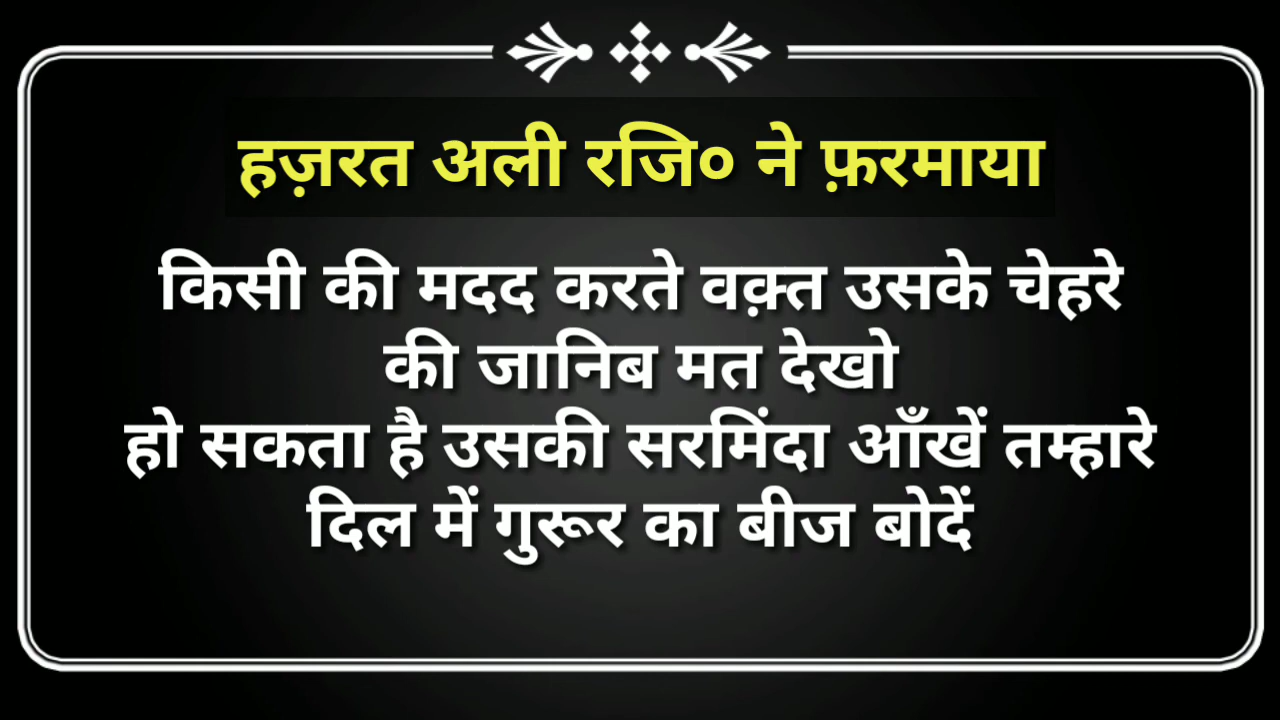 हज़रत अली रजि० ने फ़रमाया
किसी की मदद करते वक़्त उसके चेहरे
की जानिब मत देखो
हो सकता है उसकी सरमिंदा आँखें तम्हारे
दिल में गुरूर का बीज बोदें